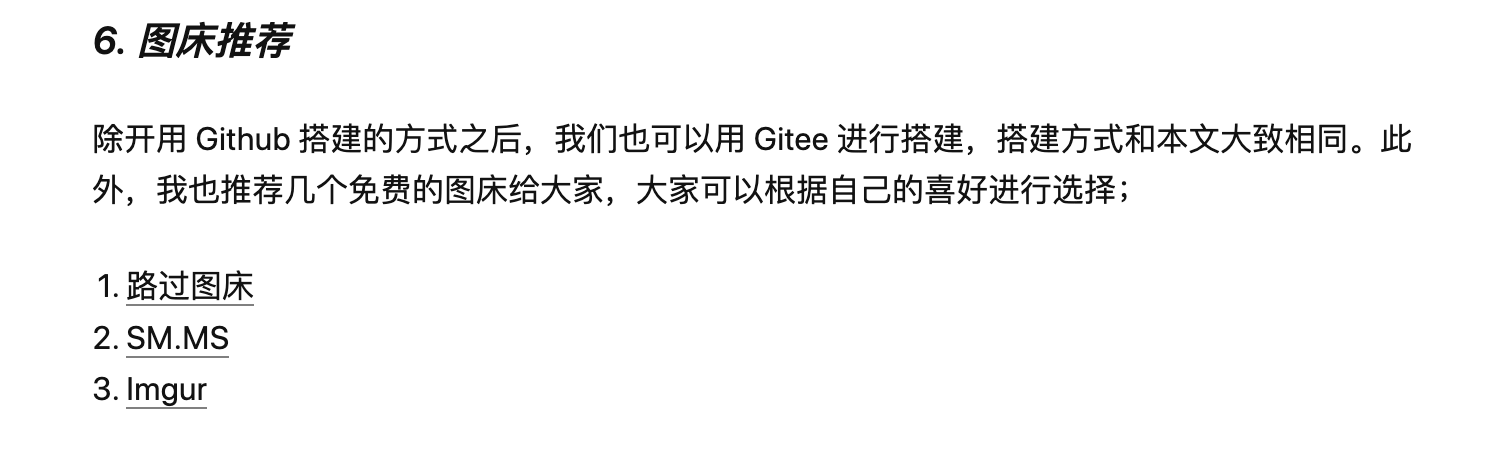 6. 图床推荐
除开用 Github 搭建的方式之后，我们也可以用 Gitee 进行搭建，搭建方式和本文大致相同。此
外，我也推荐几个免费的图床给大家，大家可以根据自己的喜好进行选择；
1. 路过图床
2. SM.MS
3. Imgur